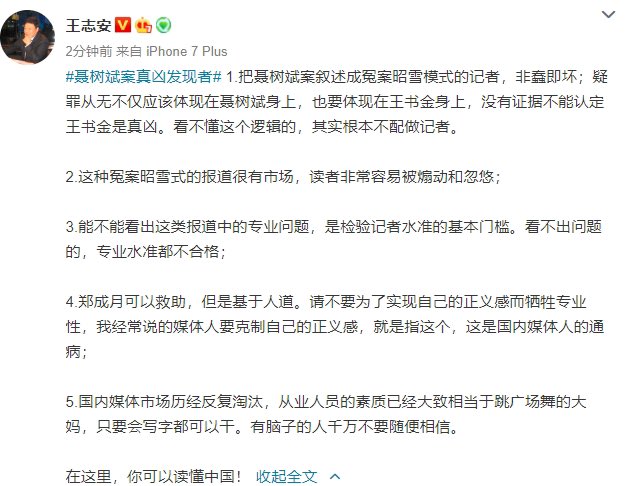 王志安
2分钟前 来自 iPhone 7 Plus
#聂树斌案真凶发现者# 1.把聂树斌案叙述成冤案昭雪模式的记者，非蠢即坏；疑
罪从无不仅应该体现在聂树斌身上，也要体现在王书金身上，没有证据不能认定
王书金是真凶。看不懂这个逻辑的，其实根本不配做记者。
2.这种冤案昭雪式的报道很有市场，读者非常容易被煽动和忽悠；
3.能不能看出这类报道中的专业问题，是检验记者水准的基本门槛。看不出问题
的，专业水准都不合格；
4.郑成月可以救助，但是基于人道。请不要为了实现自己的正义感而牺牲专业
性，我经常说的媒体人要克制自己的正义感，就是指这个，这是国内媒体人的通
病；
5.国内媒体市场历经反复淘汰，从业人员的素质已经大致相当于跳广场舞的大
妈，只要会写字都可以干。有脑子的人千万不要随便相信。
在这里，你可以读懂中国！ 收起全文